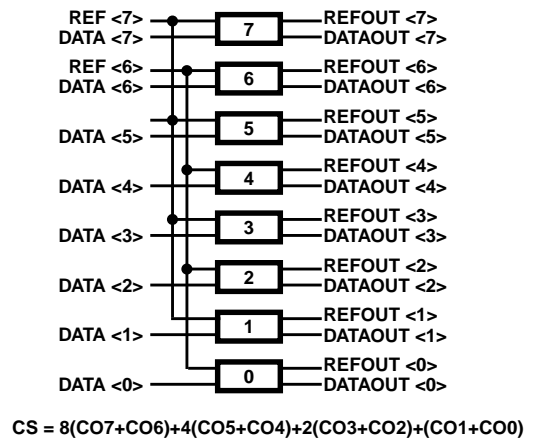 REF <7> REFOUT <7>
DATA <7> 7 DATAOUT <7>
REF <6> REFOUT <6>
DATA <6> 6 DATAOUT <6>
REFOUT <5>
DATA <5> 5 DATAOUT <5>
REFOUT <4>
DATA <4> 4 DATAOUT <4>
REFOUT <3>
DATA <3> 3 DATAOUT <3>
REFOUT <2>
DATA <2> 2 DATAOUT <2>
REFOUT <1>
DATA <1> 1 DATAOUT <1>
REFOUT <0>
DATA <0> 0 DATAOUT <0>
CS = 8(CO7+CO6)+4(CO5+CO4)+2(CO3+CO2)+(CO1+CO0)